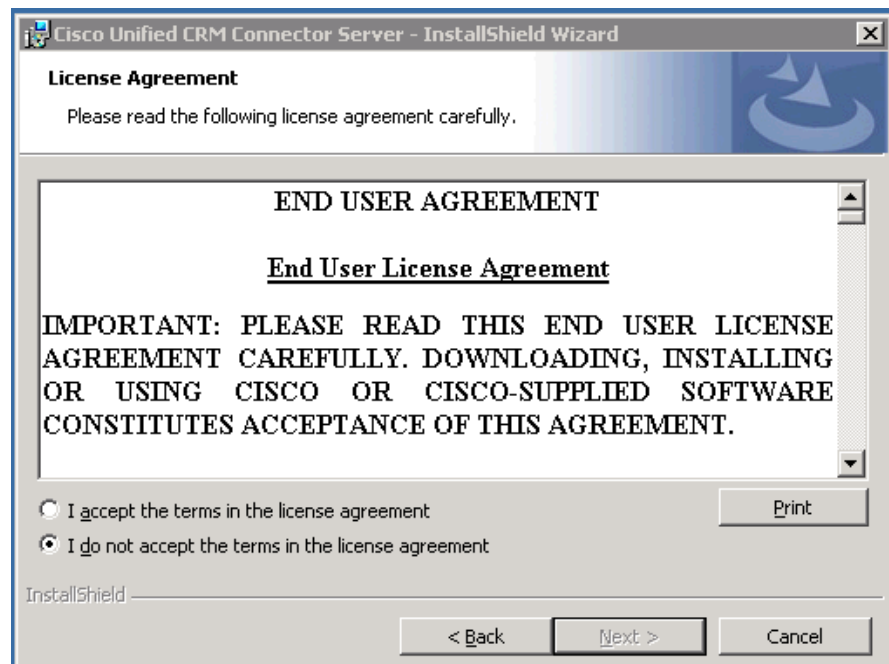 Cisco Unified CRM Connector Server - InstallShield Wizard
License Agreement
Please read the following license agreement carefully.
END USER AGREEMENT
End User License Agreement
IMPORTANT: PLEASE READ THIS END USER LICENSE
AGREEMENT CAREFULLY. DOWNLOADING, INSTALLING
OR USING CISCO OR CISCO-SUPPLIED SOFTWARE
CONSTITUTES ACCEPTANCE OF THIS AGREEMENT.
I accept the terms in the license agreement
Print
I do not accept the terms in the license agreement
InstallShield
< Back
Next >
Cancel